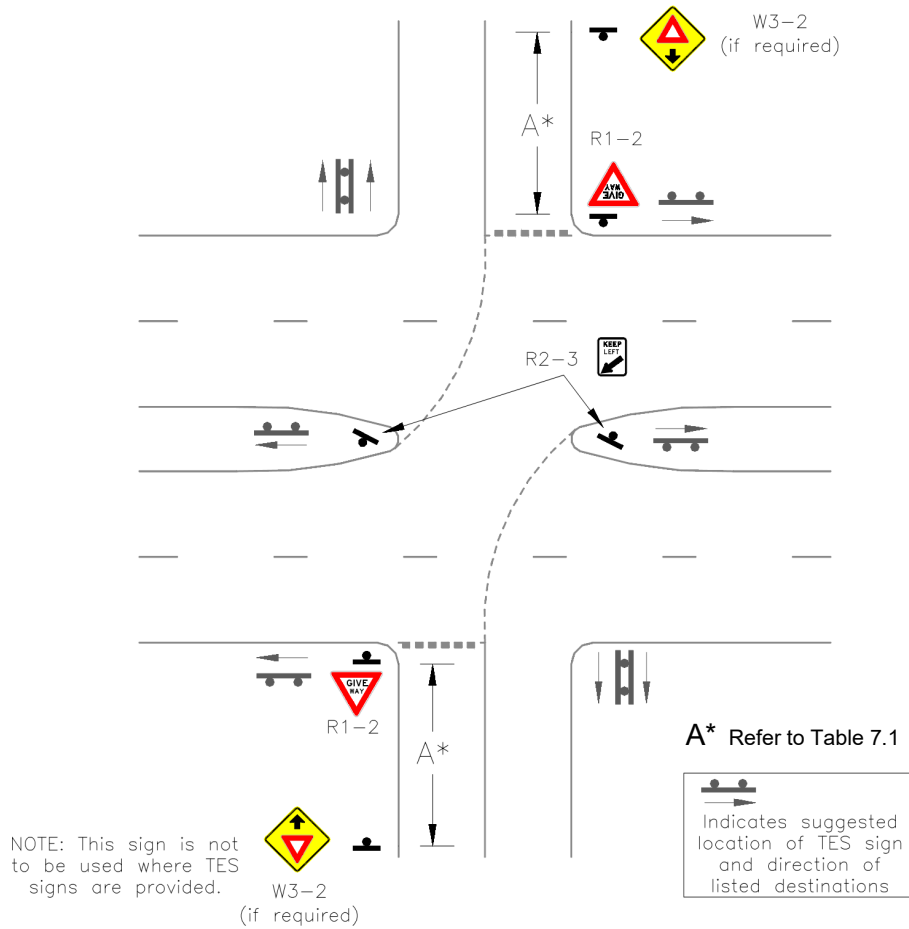 W3-2
(if required)
A*
R1-2
GIVE
WAY
R2-3
KEEP
LEFT
GIVE
WAY
R1-2
A*
A* Refer to Table 7.1
NOTE: This sign is not
to be used where TES
signs are provided.
W3-2
(if required)
Indicates suggested
location of TES sign
and direction of
listed destinations